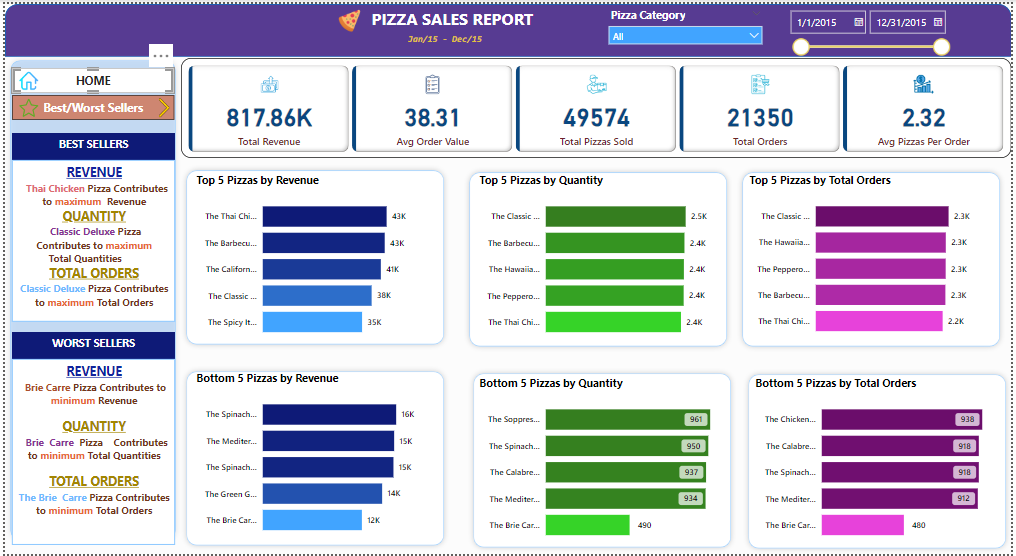 PIZZA SALES REPORT
Jan/15 - Dec/15
Pizza Category
All
1/1/2015
12/31/2015
HOME
Best/Worst Sellers
BEST SELLERS
REVENUE
Thai Chicken Pizza Contributes
to maximum Revenue
QUANTITY
Classic Deluxe Pizza
Contributes to maximum
Total Quantities
TOTAL ORDERS
Classic Deluxe Pizza Contributes
to maximum Total Orders
WORST SELLERS
REVENUE
Brie Carre Pizza Contributes to
minimum Revenue
QUANTITY
Brie Carre Pizza Contributes
to minimum Total Quantities
TOTAL ORDERS
The Brie Carre Pizza Contributes
to minimum Total Orders
817.86K
Total Revenue
38.31
Avg Order Value
49574
Total Pizzas Sold
21350
Total Orders
2.32
Avg Pizzas Per Order
Top 5 Pizzas by Revenue
The Thai Chi... 43K
The Barbecu... 43K
The Californ... 41K
The Classic ... 38K
The Spicy It... 35K
Top 5 Pizzas by Quantity
The Classic ... 2.5K
The Barbecu... 2.4K
The Hawaiia... 2.4K
The Peppero... 2.4K
The Thai Chi... 2.4K
Top 5 Pizzas by Total Orders
The Classic ... 2.3K
The Hawaiia... 2.3K
The Peppero... 2.3K
The Barbecu... 2.3K
The Thai Chi... 2.2K
Bottom 5 Pizzas by Revenue
The Spinach... 16K
The Mediter... 15K
The Spinach... 15K
The Green G... 14K
The Brie Car... 12K
Bottom 5 Pizzas by Quantity
The Soppres... 961
The Spinach... 950
The Calabre... 937
The Mediter... 934
The Brie Car... 490
Bottom 5 Pizzas by Total Orders
The Chicken... 938
The Calabre... 918
The Spinach... 918
The Mediter... 912
The Brie Car... 480